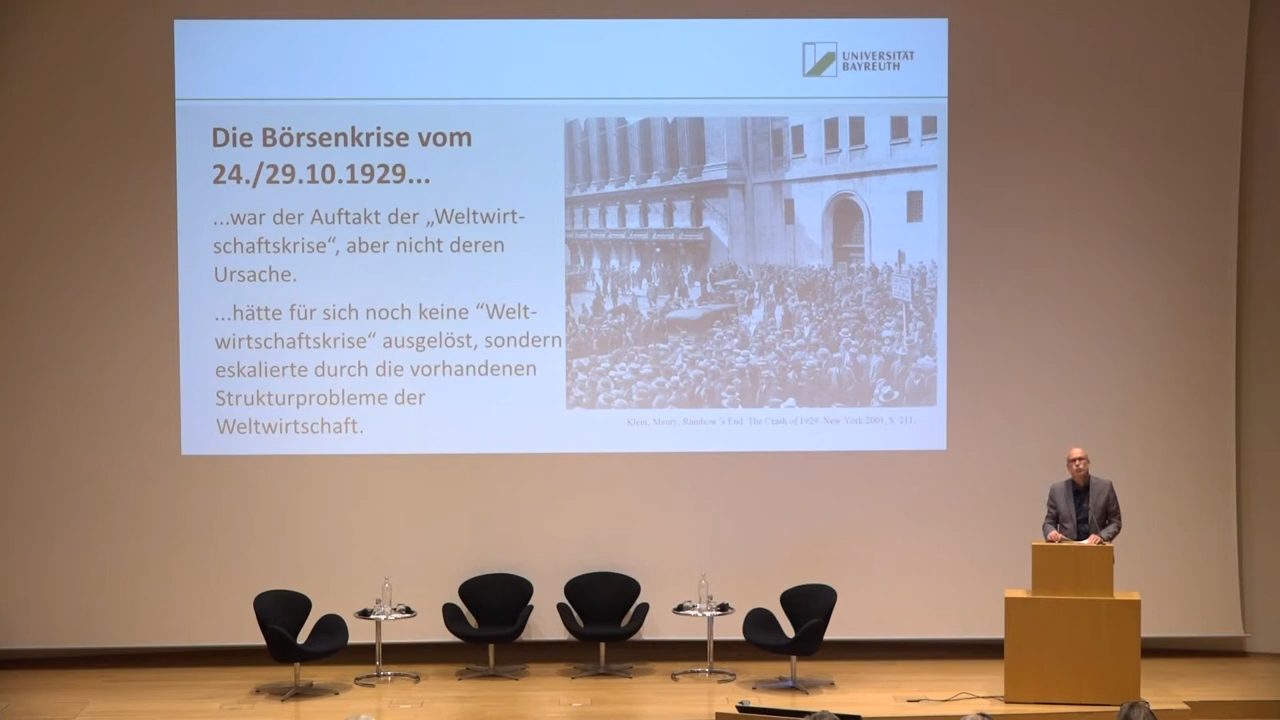 UNIVERSITÄT
BAYREUTH
Die Börsenkrise vom
24./29.10.1929...
...war der Auftakt der „Weltwirt-
schaftskrise“, aber nicht deren
Ursache.
...hätte für sich noch keine “Welt-
wirtschaftskrise“ ausgelöst, sondern
eskalierte durch die vorhandenen
Strukturprobleme der
Weltwirtschaft.
Klein, Maury, Rainbow´s End. The Crash of 1929. New York 2001, S. 211.